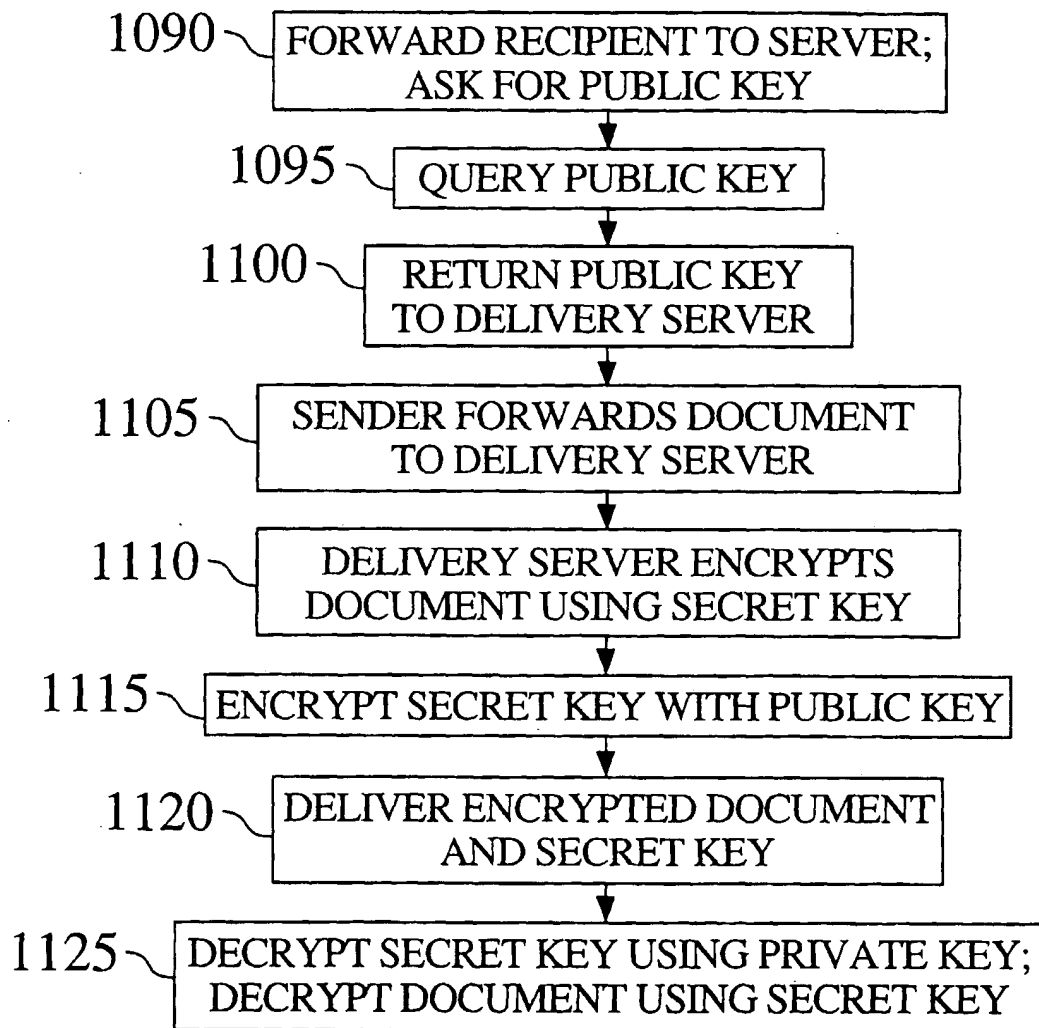 1090
FORWARD RECIPIENT TO SERVER;
ASK FOR PUBLIC KEY
1095
QUERY PUBLIC KEY
1100
RETURN PUBLIC KEY
TO DELIVERY SERVER
1105
SENDER FORWARDS DOCUMENT
TO DELIVERY SERVER
1110
DELIVERY SERVER ENCRYPTS
DOCUMENT USING SECRET KEY
1115
ENCRYPT SECRET KEY WITH PUBLIC KEY
1120
DELIVER ENCRYPTED DOCUMENT
AND SECRET KEY
1125
DECRYPT SECRET KEY USING PRIVATE KEY;
DECRYPT DOCUMENT USING SECRET KEY